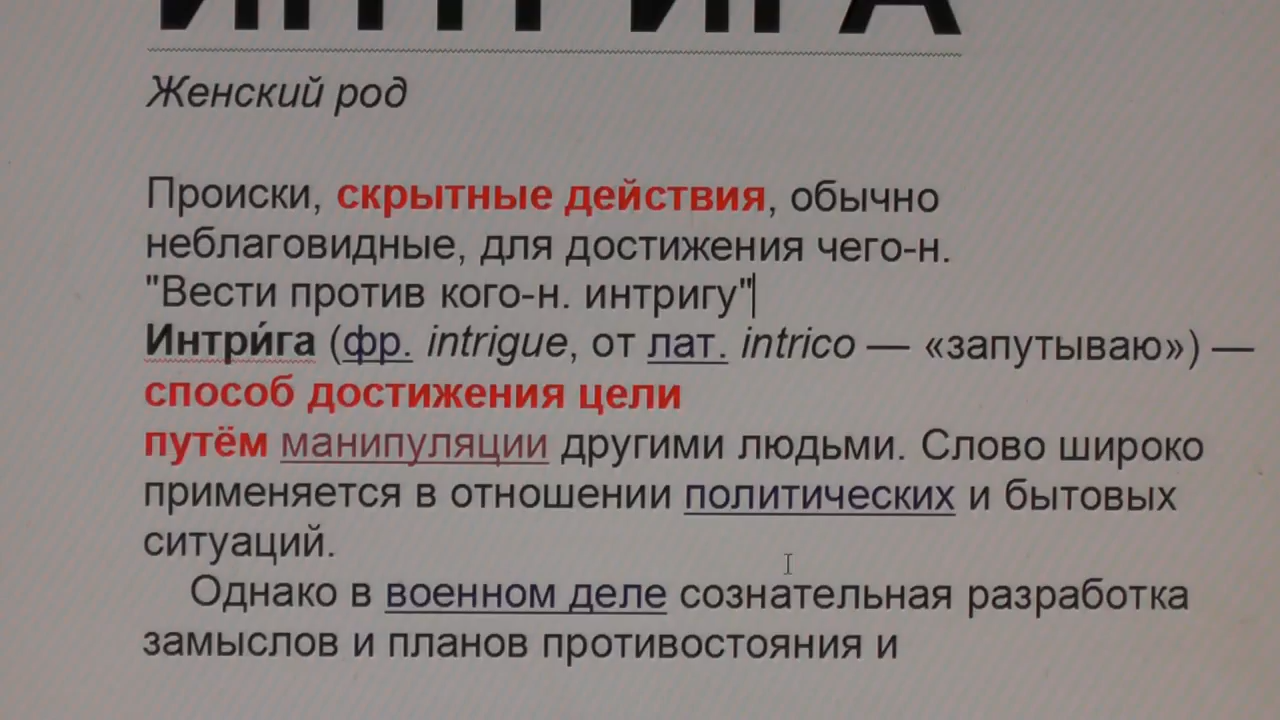 ИНТРИГА
Женский род
Происки, скрытные действия, обычно
неблаговидные, для достижения чего-н.
"Вести против кого-н. интригу"
Интри́га (фр. intrigue, от лат. intrico — «запутываю») —
способ достижения цели
путём манипуляции другими людьми. Слово широко
применяется в отношении политических и бытовых
ситуаций.
Однако в военном деле сознательная разработка
замыслов и планов противостояния и